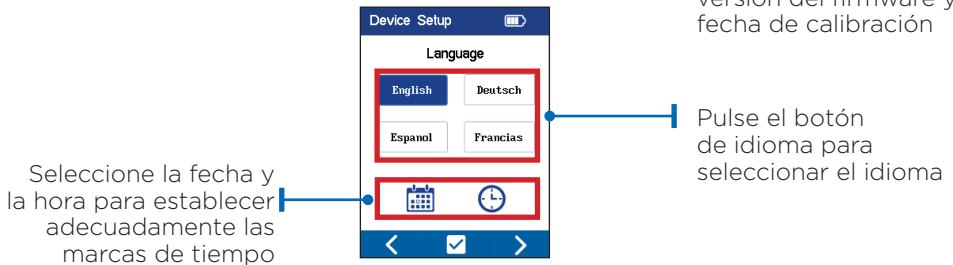 versión del firmware y
fecha de calibración
Device Setup
Language
English
Deutsch
Espanol
Francias
Pulse el botón
de idioma para
seleccionar el idioma
Seleccione la fecha y
la hora para establecer
adecuadamente las
marcas de tiempo